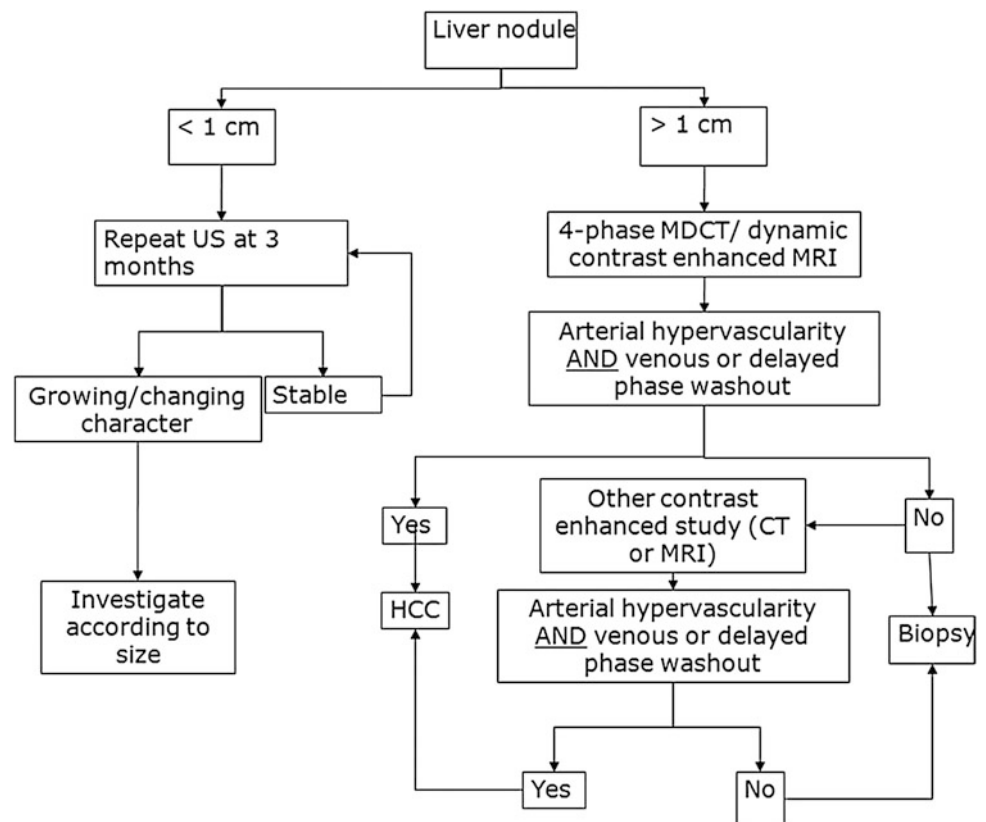 Liver nodule
< 1 cm
> 1 cm
Repeat US at 3
months
4-phase MDCT/ dynamic
contrast enhanced MRI
Arterial hypervascularity
AND venous or delayed
phase washout
Growing/changing
character
Stable
Yes
Other contrast
enhanced study (CT
or MRI)
No
Investigate
according to
size
HCC
Arterial hypervascularity
AND venous or delayed
phase washout
Biopsy
Yes
No